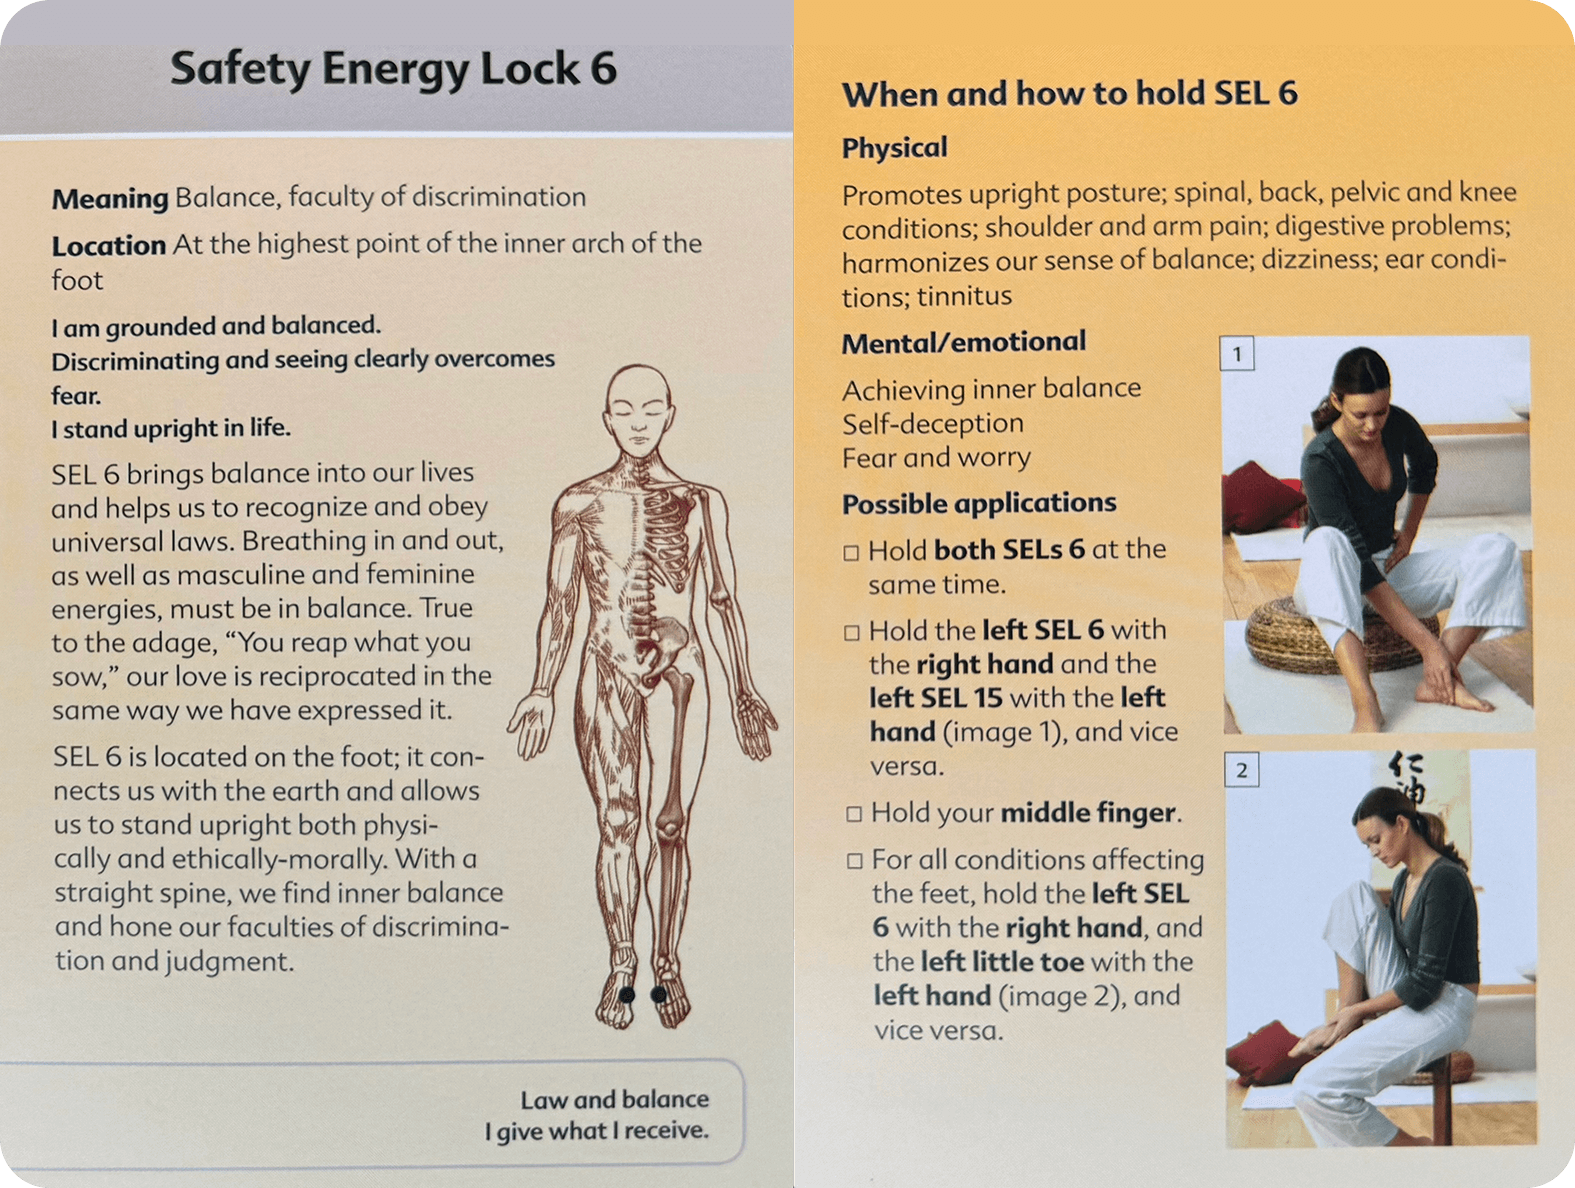 Safety Energy Lock 6
Meaning Balance, faculty of discrimination
Location At the highest point of the inner arch of the
foot
I am grounded and balanced.
Discriminating and seeing clearly overcomes
fear.
I stand upright in life.
SEL 6 brings balance into our lives
and helps us to recognize and obey
universal laws. Breathing in and out,
as well as masculine and feminine
energies, must be in balance. True
to the adage, “You reap what you
sow,” our love is reciprocated in the
same way we have expressed it.
SEL 6 is located on the foot; it con-
nects us with the earth and allows
us to stand upright both physi-
cally and ethically-morally. With a
straight spine, we find inner balance
and hone our faculties of discrimina-
tion and judgment.
Law and balance
I give what I receive.
When and how to hold SEL 6
Physical
Promotes upright posture; spinal, back, pelvic and knee
conditions; shoulder and arm pain; digestive problems;
harmonizes our sense of balance; dizziness; ear condi-
tions; tinnitus
Mental/emotional
Achieving inner balance
Self-deception
Fear and worry
Possible applications
□ Hold both SELs 6 at the
same time.
□ Hold the left SEL 6 with
the right hand and the
left SEL 15 with the left
hand (image 1), and vice
versa.
□ Hold your middle finger.
□ For all conditions affecting
the feet, hold the left SEL
6 with the right hand, and
the left little toe with the
left hand (image 2), and
vice versa.
1
2
仁